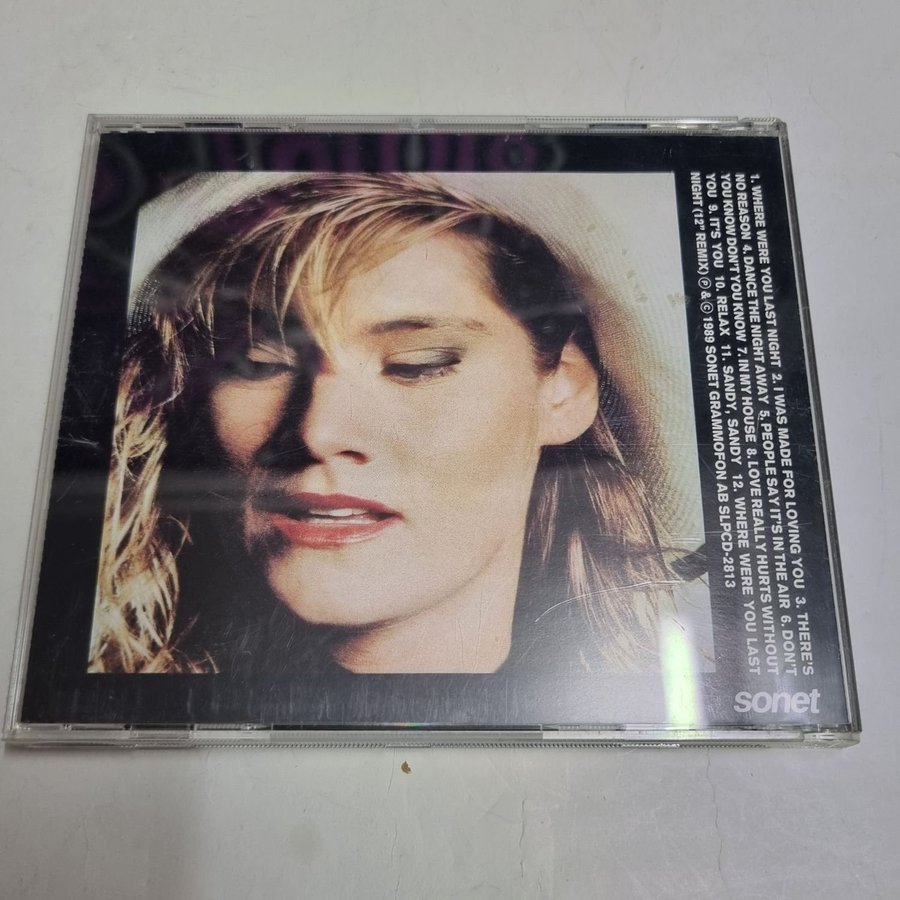 1. WHERE WERE YOU LAST NIGHT 2. I WAS MADE FOR LOVING YOU 3. THERE'S
NO REASON 4. DANCE THE NIGHT AWAY 5. PEOPLE SAY IT'S IN THE AIR 6. DON'T
YOU KNOW DON'T YOU KNOW 7. IN MY HOUSE 8. LOVE REALLY HURTS WITHOUT
YOU 9. IT'S YOU 10. RELAX 11. SANDY, SANDY 12. WHERE WERE YOU LAST
NIGHT (12" REMIX) Ⓟ & © 1989 SONET GRAMMOFON AB SLPCD-2813
sonet